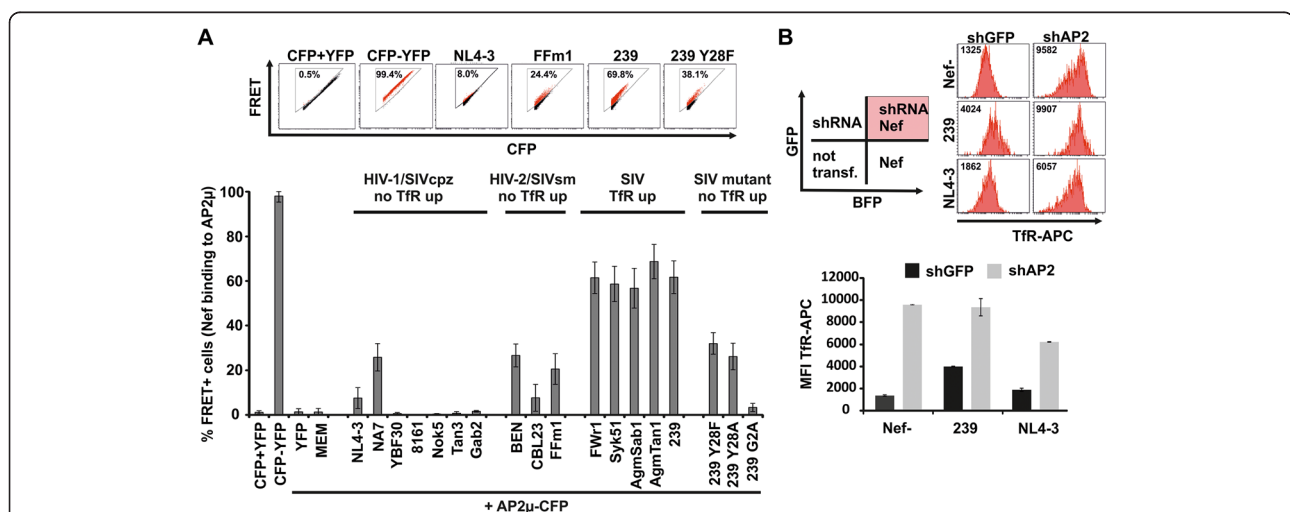 A
CFP+YFP CFP-YFP NL4-3 FFm1 239 239 Y28F
0.5% 99.4% 8.0% 24.4% 69.8% 38.1%
FRET
CFP
HIV-1/SIVcpz
no TfR up
HIV-2/SIVsm
no TfR up
SIV
TfR up
SIV mutant
no TfR up
% FRET+ cells (Nef binding to AP2μ)
100
80
60
40
20
0
CFP+YFP
CFP-YFP
YFP
MEM
NL4-3
NA7
YBF30
8161
Nok5
Tan3
Gab2
BEN
CBL23
FFm1
FWr1
Syk51
AgmSab1
AgmTan1
239
239 Y28F
239 Y28A
239 G2A
+ AP2μ-CFP
B
shGFP shAP2
Nef-
1325 9582
239
4024 9907
NL4-3
1862 6057
TfR-APC
GFP
shRNA
shRNA
Nef
not
transf.
Nef
BFP
shGFP shAP2
MFI TfR-APC
12000
10000
8000
6000
4000
2000
0
Nef- 239 NL4-3